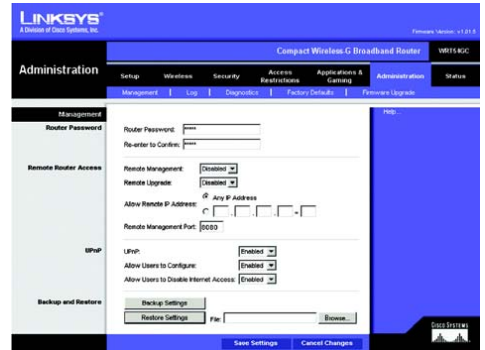 LINKSYS®
A Division of Cisco Systems, Inc.
Firmware Version: v1.01.5
Compact Wireless-G Broadband Router
WRT54GC
Administration
Setup
Wireless
Security
Access Restrictions
Applications & Gaming
Administration
Status
Management | Log | Diagnostics | Factory Defaults | Firmware Upgrade
Management
Help...
Router Password
Router Password: *****
Re-enter to Confirm: *****
Remote Router Access
Remote Management: Disabled
Remote Upgrade: Disabled
Allow Remote IP Address: Any IP Address
Remote Management Port: 8080
UPnP
UPnP: Enabled
Allow Users to Configure: Enabled
Allow Users to Disable Internet Access: Enabled
Backup and Restore
Backup Settings
Restore Settings File: Browse...
Save Settings Cancel Changes
CISCO SYSTEMS